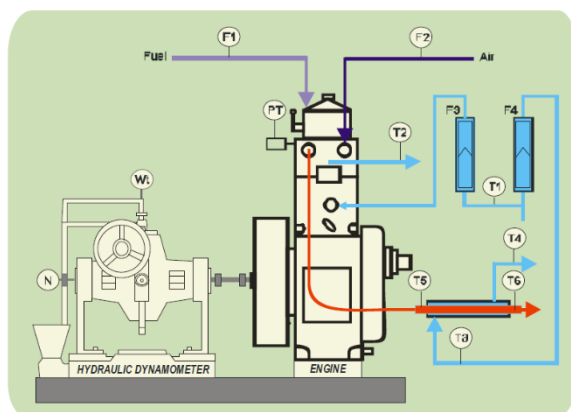 F1
F2
Fuel
Air
PT
T2
F3
F4
Wt
T1
T4
N
T5
T6
T3
HYDRAULIC DYNAMOMETER
ENGINE